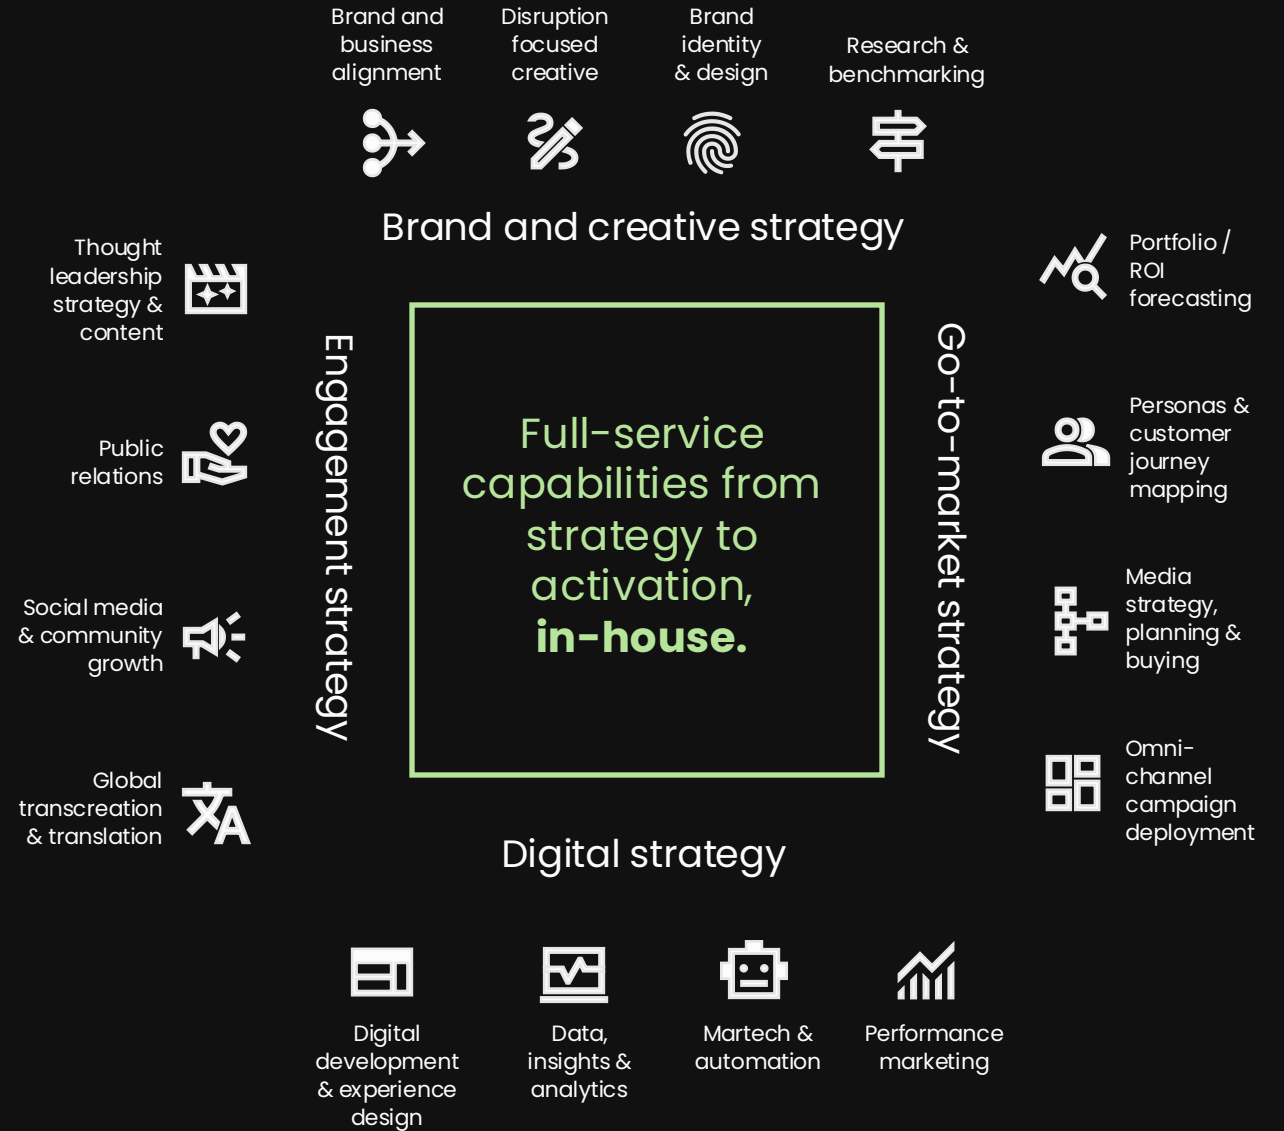 Brand and
business
alignment
Disruption
focused
creative
Brand
identity
& design
Research &
benchmarking
Brand and creative strategy
Thought
leadership
strategy &
content
Public
relations
Social media
& community
growth
Global
transcreation
& translation
Engagement strategy
Full-service
capabilities from
strategy to
activation,
in-house.
Go-to-market strategy
Portfolio /
ROI
forecasting
Personas &
customer
journey
mapping
Media
strategy,
planning &
buying
Omni-
channel
campaign
deployment
Digital strategy
Digital
development
& experience
design
Data,
insights &
analytics
Martech &
automation
Performance
marketing